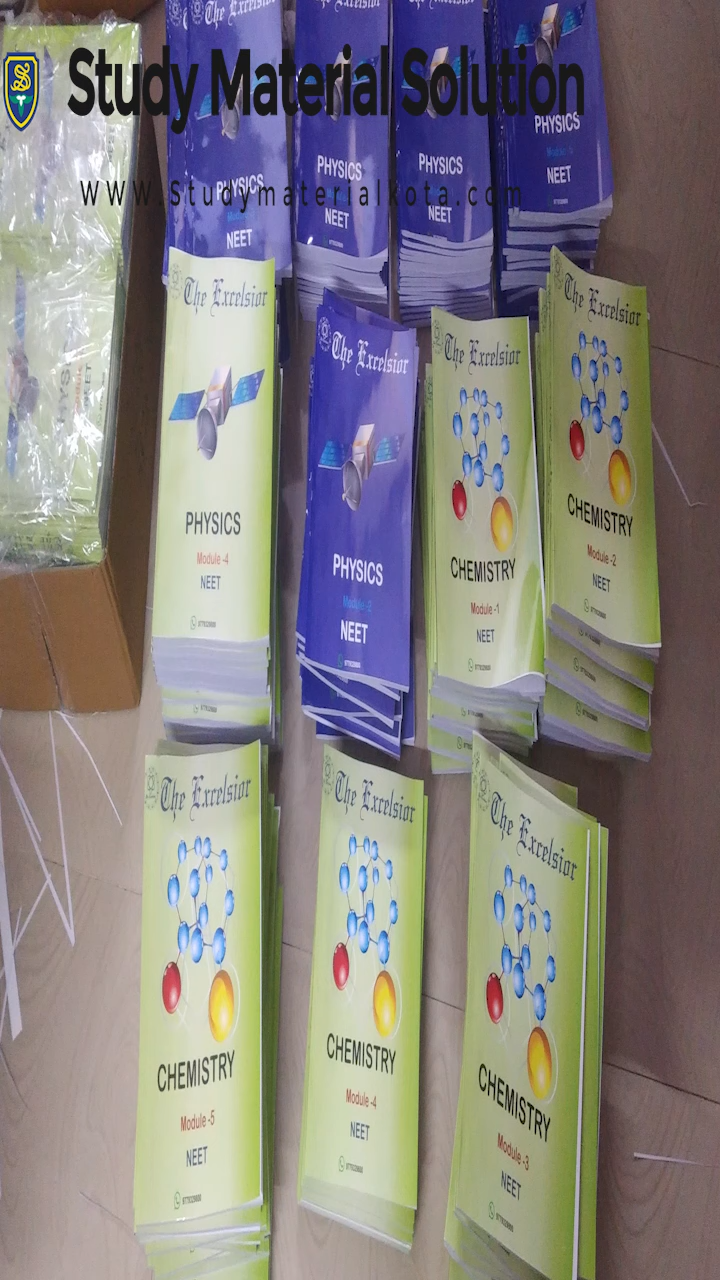 Study Material Solution
www.Studymaterialkota.com
The Excelsior
PHYSICS
NEET
PHYSICS
NEET
PHYSICS
NEET
PHYSICS
NEET
The Excelsior
PHYSICS
Module -4
NEET
The Excelsior
PHYSICS
NEET
The Excelsior
CHEMISTRY
Module -1
NEET
The Excelsior
CHEMISTRY
Module -2
NEET
The Excelsior
CHEMISTRY
Module -5
NEET
The Excelsior
CHEMISTRY
Module -4
NEET
The Excelsior
CHEMISTRY
Module -3
NEET